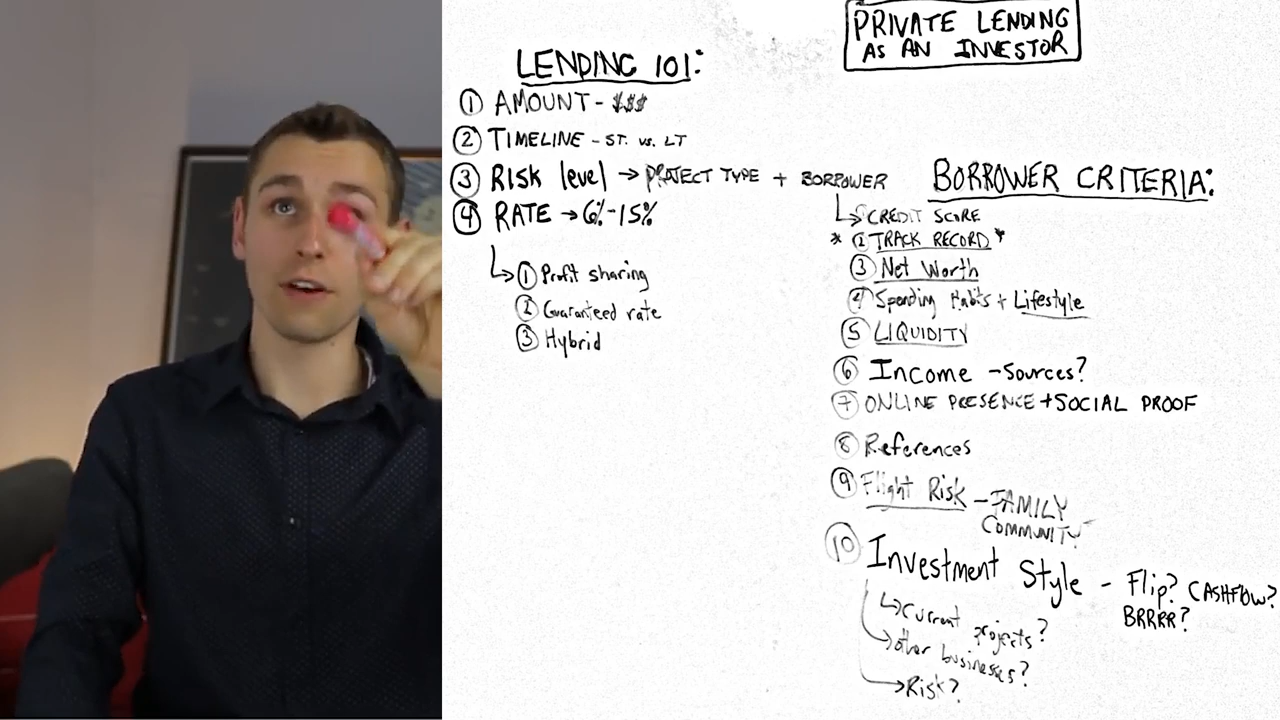 PRIVATE LENDING
AS AN INVESTOR
LENDING 101:
① AMOUNT - $$$
② TIMELINE - ST. vs. LT
③ RISK level → PROJECT TYPE + BORROWER
④ RATE → 6%-15%
↳ ① Profit sharing
② Guaranteed rate
③ Hybrid
BORROWER CRITERIA:
↳ CREDIT SCORE
* ② TRACK RECORD *
③ Net Worth
④ Spending Habits + Lifestyle
⑤ LIQUIDITY
⑥ Income - Sources?
⑦ ONLINE PRESENCE + SOCIAL PROOF
⑧ References
⑨ Flight Risk - FAMILY
COMMUNITY
⑩ Investment Style - Flip? CASHFLOW?
BRRRR?
↳ Current projects?
↳ other businesses?
→ Risk?